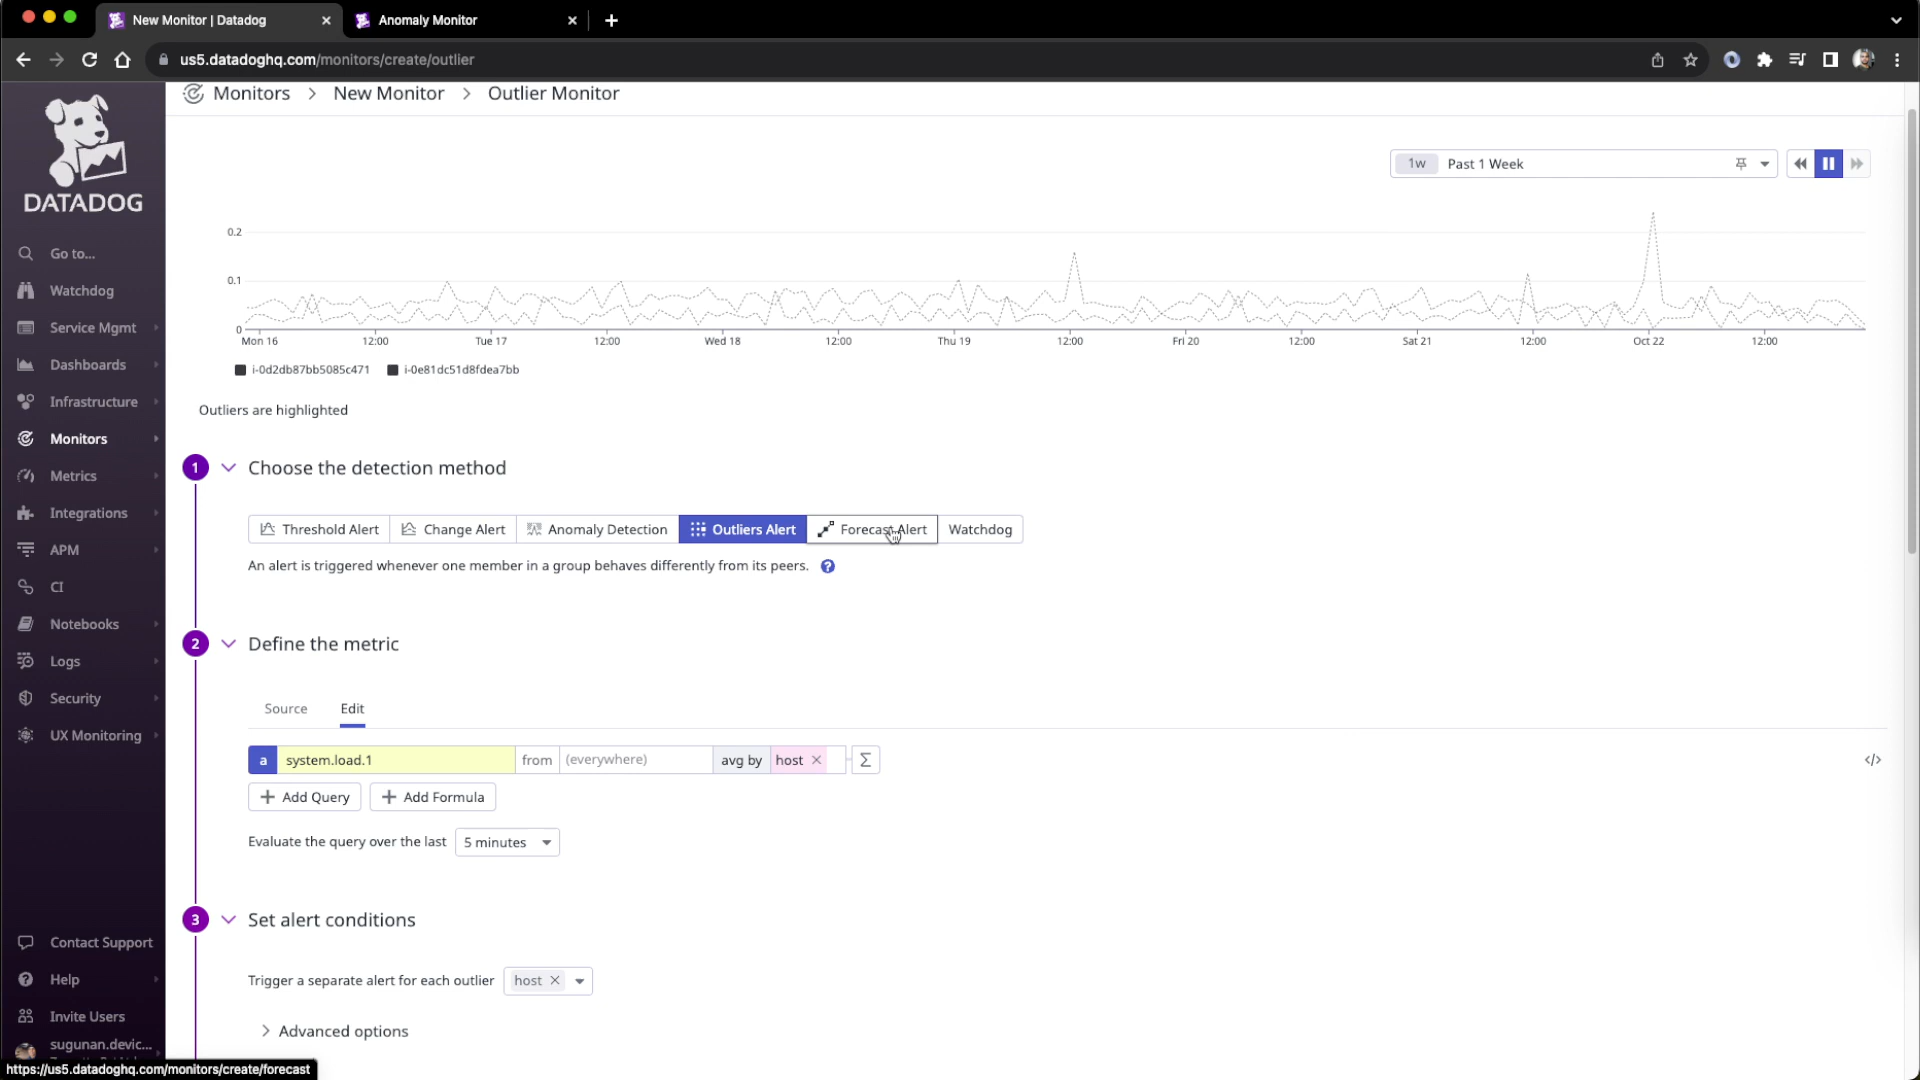 New Monitor | Datadog
Anomaly Monitor
us5.datadoghq.com/monitors/create/outlier
DATADOG
Go to...
Watchdog
Service Mgmt
Dashboards
Infrastructure
Monitors
Metrics
Integrations
APM
CI
Notebooks
Logs
Security
UX Monitoring
Contact Support
Help
Invite Users
sugunan.devic...
https://us5.datadoghq.com/monitors/create/forecast
Monitors > New Monitor > Outlier Monitor
1w Past 1 Week
0.2
0.1
0
Mon 16 12:00 Tue 17 12:00 Wed 18 12:00 Thu 19 12:00 Fri 20 12:00 Sat 21 12:00 Oct 22 12:00
i-0d2db87bb5085c471 i-0e81dc51d8fdea7bb
Outliers are highlighted
1 Choose the detection method
Threshold Alert Change Alert Anomaly Detection Outliers Alert Forecast Alert Watchdog
An alert is triggered whenever one member in a group behaves differently from its peers. ?
2 Define the metric
Source Edit
a system.load.1 from (everywhere) avg by host × Σ </>
+ Add Query + Add Formula
Evaluate the query over the last 5 minutes
3 Set alert conditions
Trigger a separate alert for each outlier host ×
> Advanced options